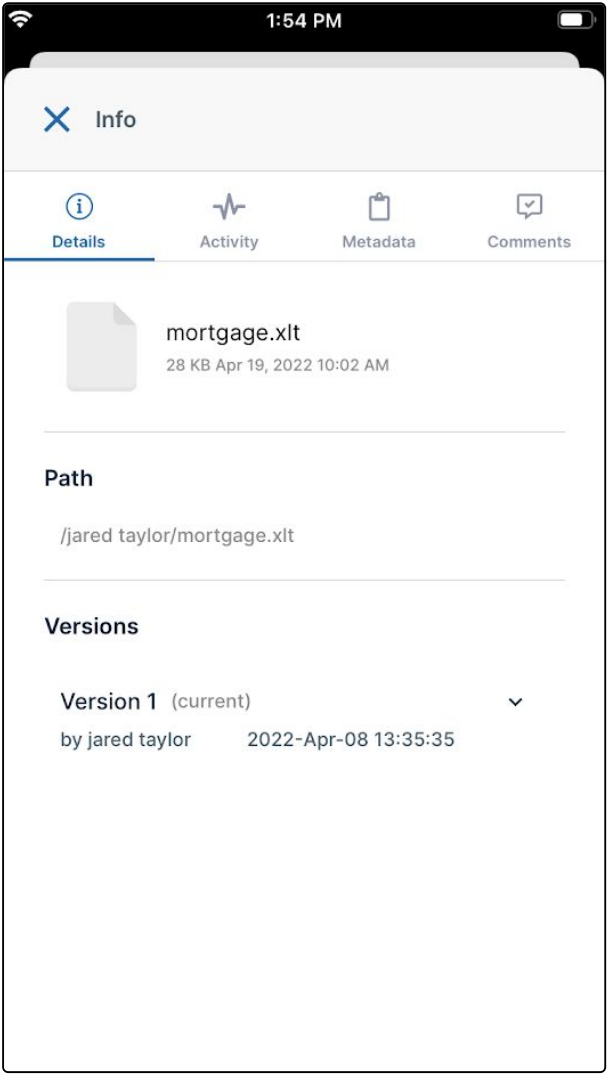 1:54 PM
Info
Details Activity Metadata Comments
mortgage.xlt
28 KB Apr 19, 2022 10:02 AM
Path
/jared taylor/mortgage.xlt
Versions
Version 1 (current)
by jared taylor 2022-Apr-08 13:35:35